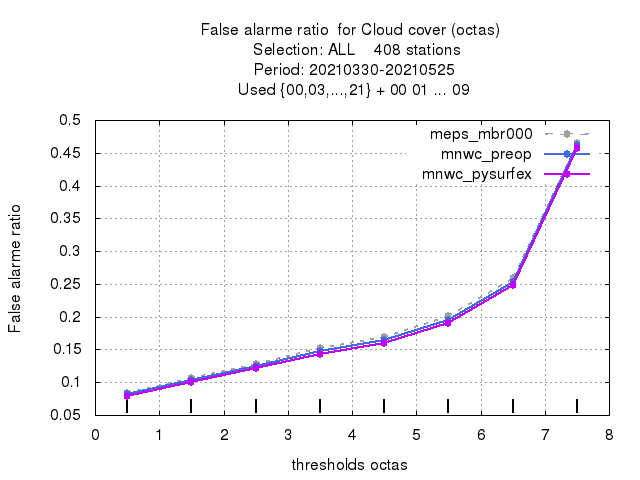 False alarme ratio  for Cloud cover (octas)
Selection: ALL    408 stations
Period: 20210330-20210525
Used {00,03,...,21} + 00 01 ... 09
meps_mbr000
mnwc_preop
mnwc_pysurfex
False alarme ratio
0.5
0.45
0.4
0.35
0.3
0.25
0.2
0.15
0.1
0.05
0 1 2 3 4 5 6 7 8
thresholds octas